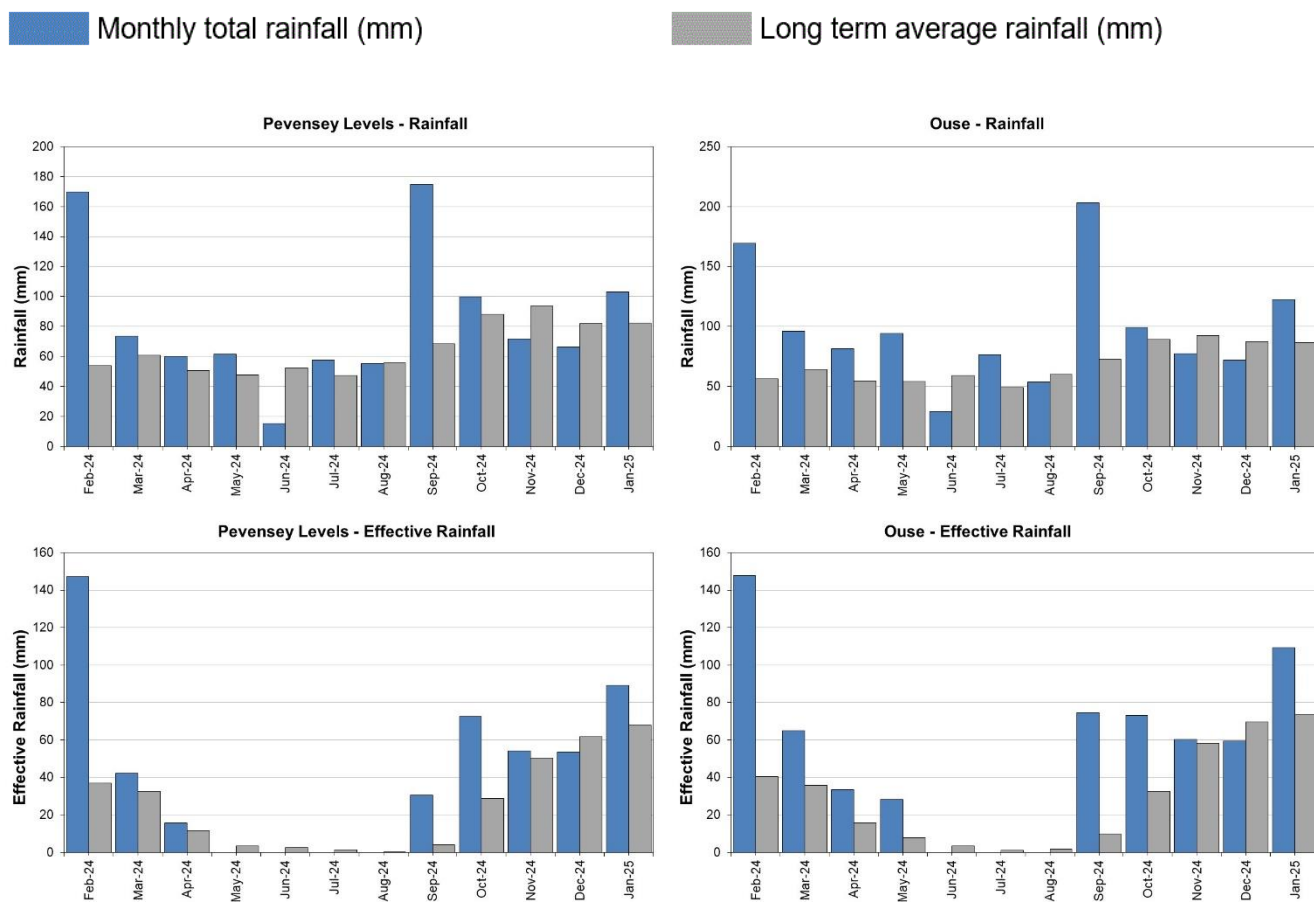 Monthly total rainfall (mm)
Long term average rainfall (mm)
Pevensey Levels - Rainfall
Rainfall (mm)
200
180
160
140
120
100
80
60
40
20
0
Feb-24
Mar-24
Apr-24
May-24
Jun-24
Jul-24
Aug-24
Sep-24
Oct-24
Nov-24
Dec-24
Jan-25
Ouse - Rainfall
Rainfall (mm)
250
200
150
100
50
0
Feb-24
Mar-24
Apr-24
May-24
Jun-24
Jul-24
Aug-24
Sep-24
Oct-24
Nov-24
Dec-24
Jan-25
Pevensey Levels - Effective Rainfall
Effective Rainfall (mm)
160
140
120
100
80
60
40
20
0
Feb-24
Mar-24
Apr-24
May-24
Jun-24
Jul-24
Aug-24
Sep-24
Oct-24
Nov-24
Dec-24
Jan-25
Ouse - Effective Rainfall
Effective Rainfall (mm)
160
140
120
100
80
60
40
20
0
Feb-24
Mar-24
Apr-24
May-24
Jun-24
Jul-24
Aug-24
Sep-24
Oct-24
Nov-24
Dec-24
Jan-25